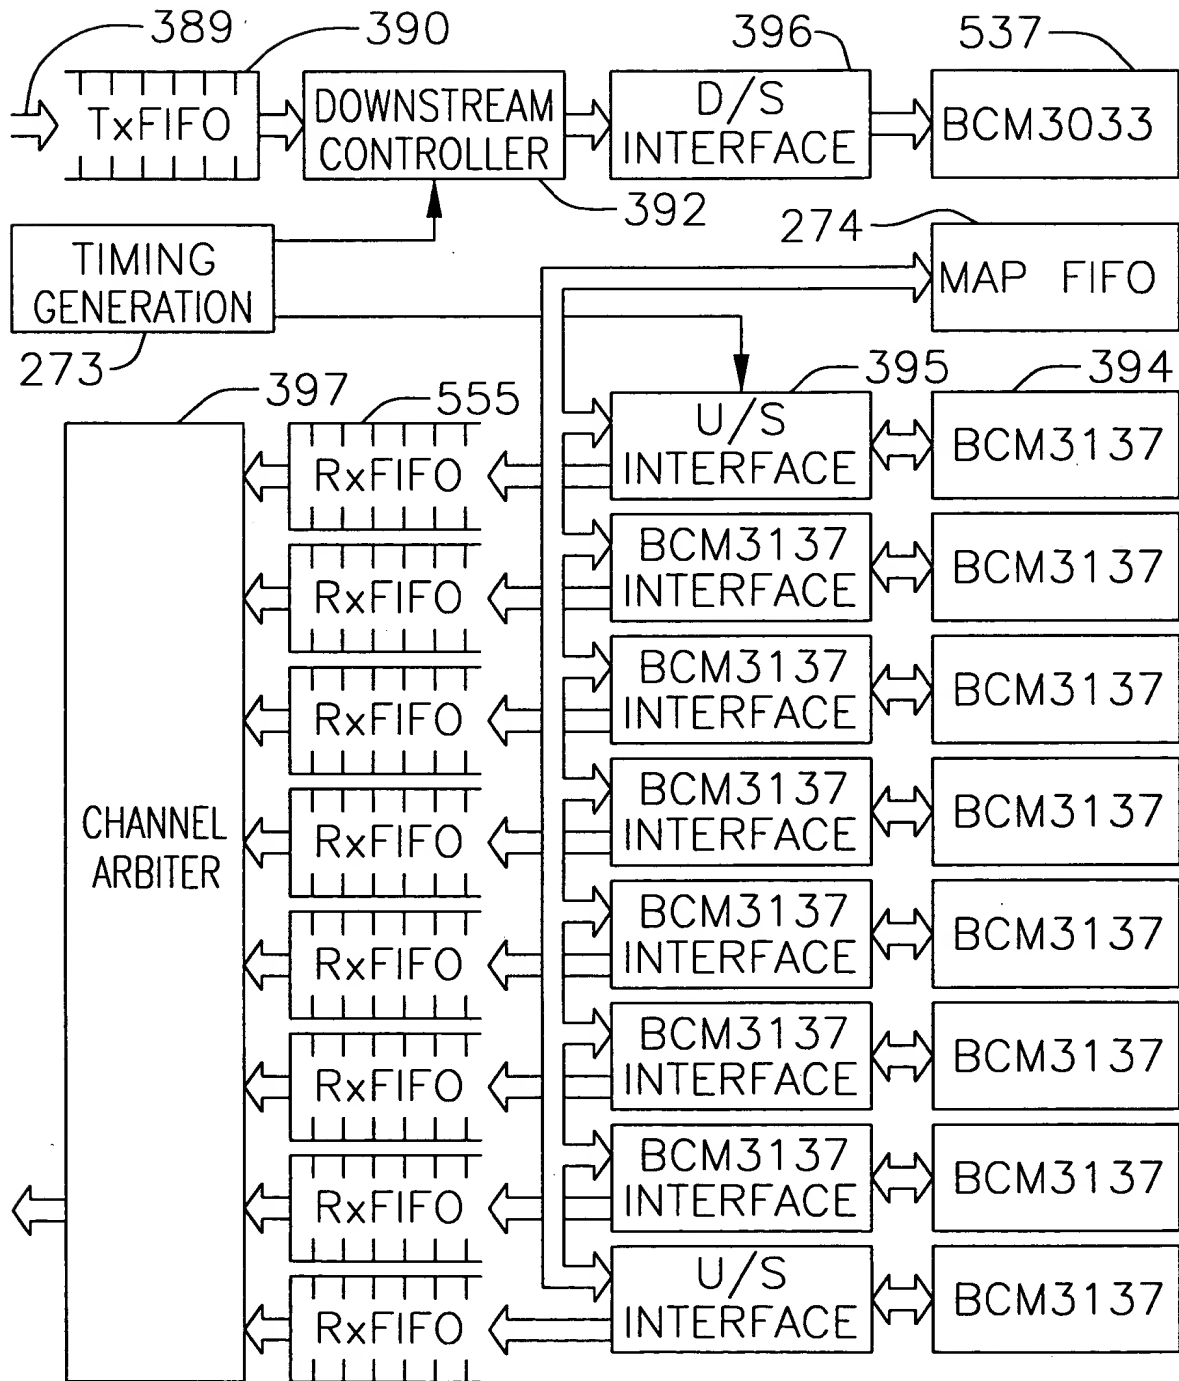 389
390
396
537
TxFIFO
DOWNSTREAM
CONTROLLER
D/S
INTERFACE
BCM3033
392
274
TIMING
GENERATION
MAP FIFO
273
397
555
395
394
U/S
INTERFACE
BCM3137
RxFIFO
BCM3137
INTERFACE
BCM3137
RxFIFO
BCM3137
INTERFACE
BCM3137
RxFIFO
CHANNEL
ARBITER
BCM3137
INTERFACE
BCM3137
RxFIFO
BCM3137
INTERFACE
BCM3137
RxFIFO
BCM3137
INTERFACE
BCM3137
RxFIFO
BCM3137
INTERFACE
BCM3137
RxFIFO
U/S
INTERFACE
BCM3137
RxFIFO